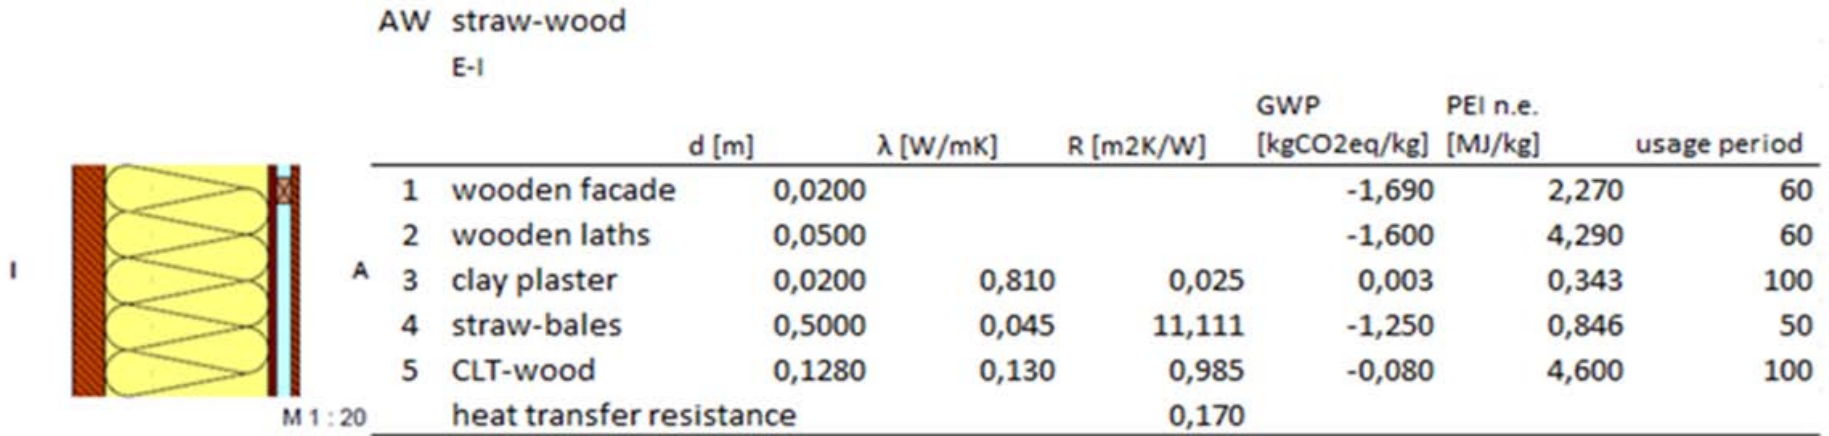 AW straw-wood
E-I
GWP PEI n.e.
d [m] λ [W/mK] R [m2K/W] [kgCO2eq/kg] [MJ/kg] usage period
1 wooden facade 0,0200 -1,690 2,270 60
2 wooden laths 0,0500 -1,600 4,290 60
I A 3 clay plaster 0,0200 0,810 0,025 0,003 0,343 100
4 straw-bales 0,5000 0,045 11,111 -1,250 0,846 50
5 CLT-wood 0,1280 0,130 0,985 -0,080 4,600 100
M 1 : 20 heat transfer resistance 0,170